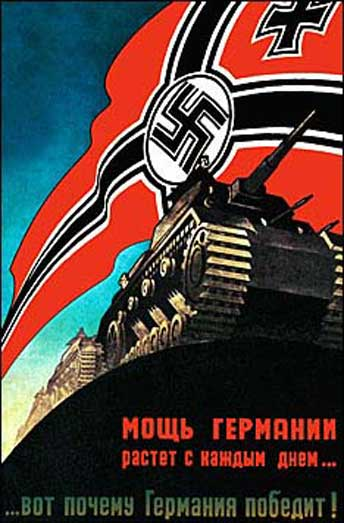 МОЩЬ ГЕРМАНИИ
растет с каждым днем...
...вот почему Германия победит!